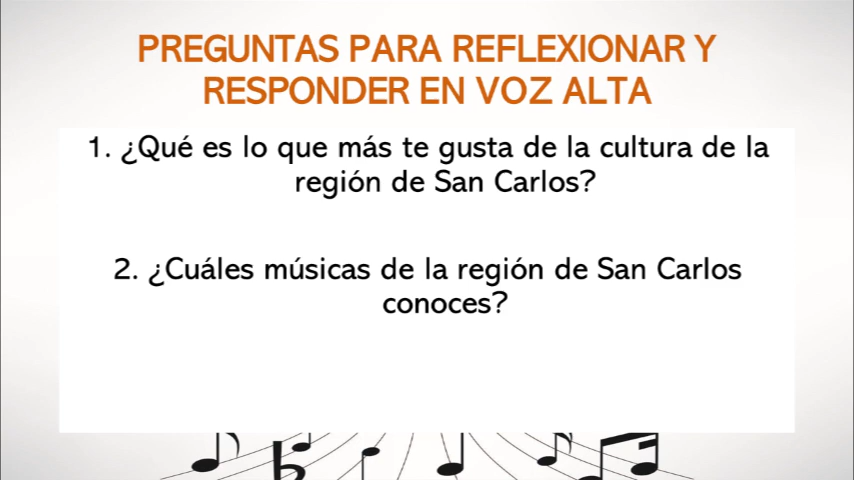 PREGUNTAS PARA REFLEXIONAR Y
RESPONDER EN VOZ ALTA
1. ¿Qué es lo que más te gusta de la cultura de la
región de San Carlos?
2. ¿Cuáles músicas de la región de San Carlos
conoces?